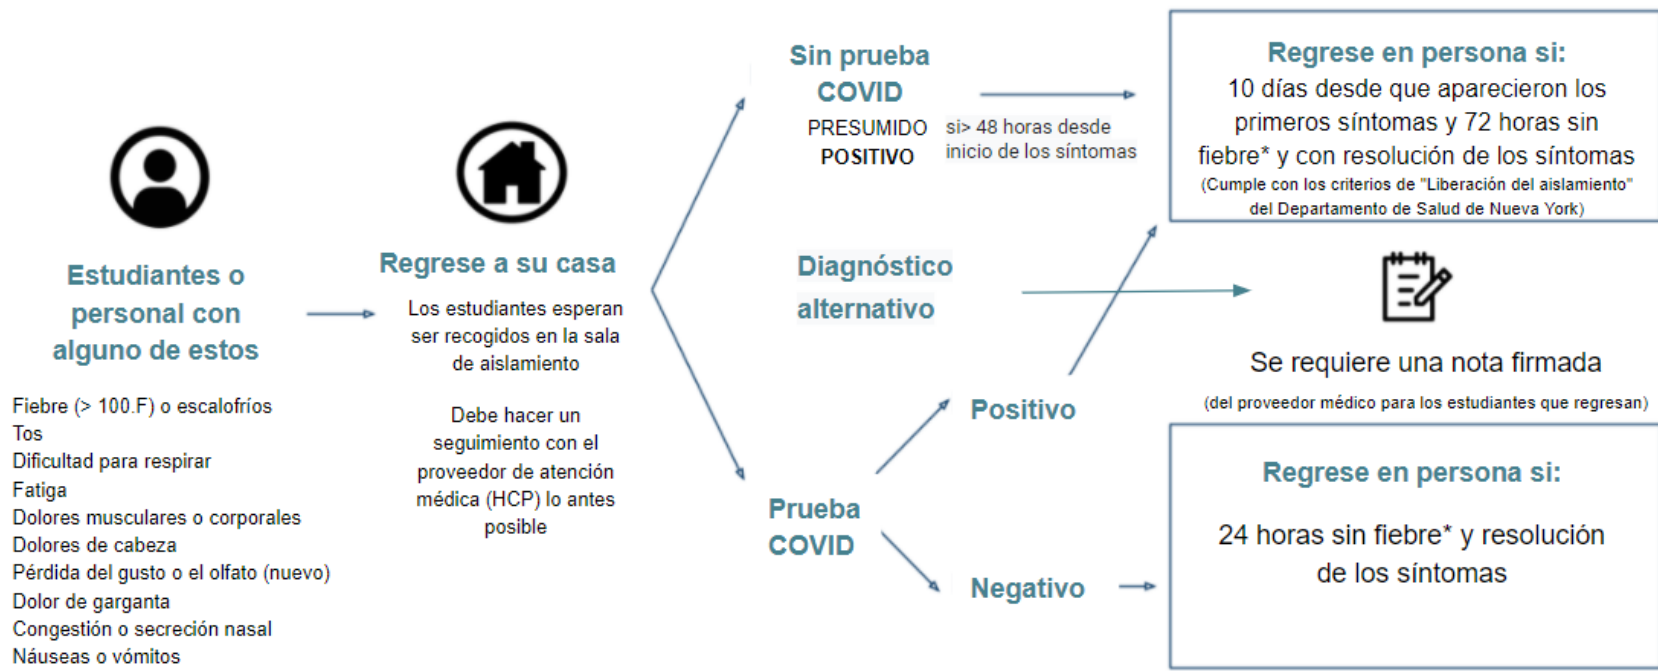 Estudiantes o
personal con
alguno de estos
Fiebre (> 100.F) o escalofríos
Tos
Dificultad para respirar
Fatiga
Dolores musculares o corporales
Dolores de cabeza
Pérdida del gusto o el olfato (nuevo)
Dolor de garganta
Congestión o secreción nasal
Náuseas o vómitos
Regrese a su casa
Los estudiantes esperan
ser recogidos en la sala
de aislamiento
Debe hacer un
seguimiento con el
proveedor de atención
médica (HCP) lo antes
posible
Sin prueba
COVID
PRESUMIDO
POSITIVO
si> 48 horas desde
inicio de los síntomas
Diagnóstico
alternativo
Prueba
COVID
Positivo
Negativo
Regrese en persona si:
10 días desde que aparecieron los
primeros síntomas y 72 horas sin
fiebre* y con resolución de los síntomas
(Cumple con los criterios de "Liberación del aislamiento"
del Departamento de Salud de Nueva York)
Se requiere una nota firmada
(del proveedor médico para los estudiantes que regresan)
Regrese en persona si:
24 horas sin fiebre* y resolución
de los síntomas